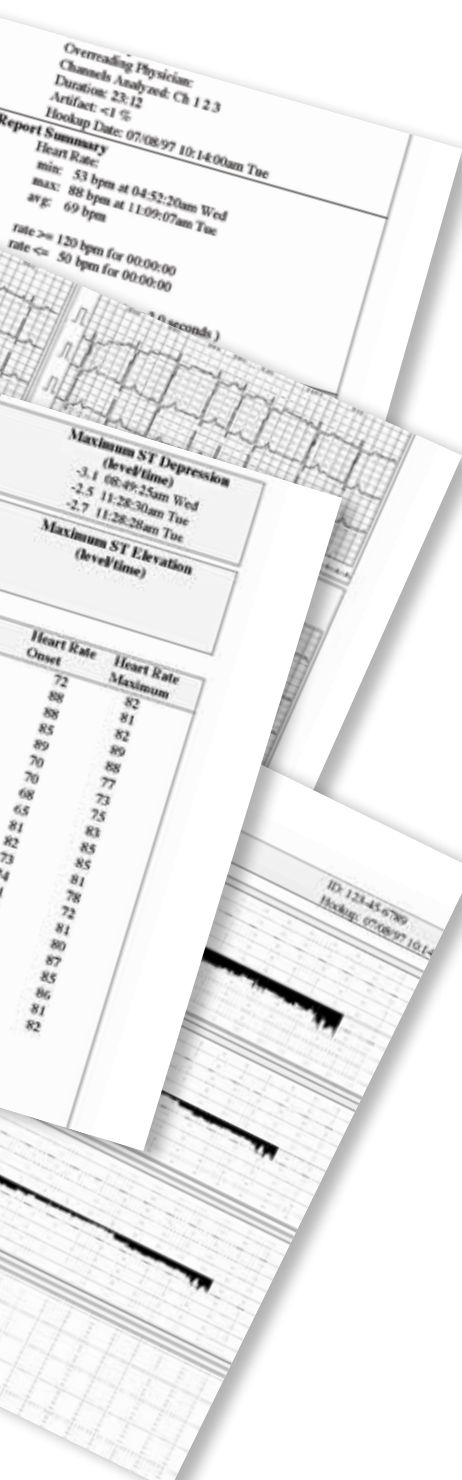 Overreading Physician:
Channels Analyzed: Ch 1 2 3
Duration: 23:12
Artifact: <1 %
Hookup Date: 07/08/97 10:14:00am Tue
Report Summary
Heart Rate:
min: 53 bpm at 04:52:20am Wed
max: 88 bpm at 11:09:07am Tue
avg: 69 bpm
rate >= 120 bpm for 00:00:00
rate <= 50 bpm for 00:00:00
seconds )
Maximum ST Depression
(level/time)
-3.1 08:49:25am Wed
-2.5 11:28:30am Tue
-2.7 11:28:28am Tue
Maximum ST Elevation
(level/time)
Heart Rate Heart Rate
Onset Maximum
72 82
88 81
88 82
85 89
89 88
70 77
70 73
68 75
65 83
81 85
82 85
73 81
78
72
81
80
87
85
86
81
82
ID: 123-45-6789
Hookup: 07/08/97 10:14